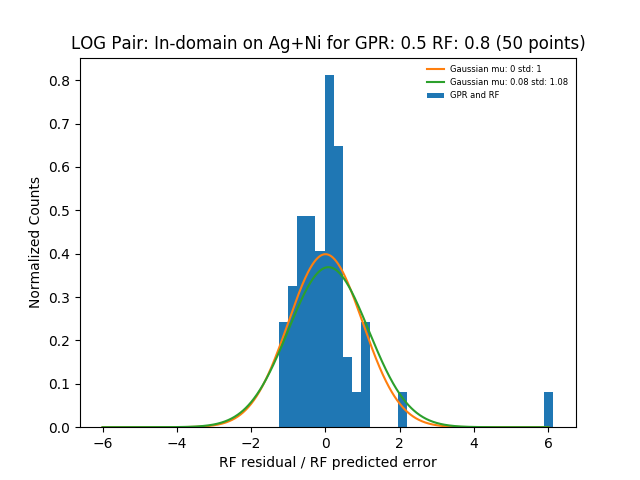 LOG Pair: In-domain on Ag+Ni for GPR: 0.5 RF: 0.8 (50 points)
Gaussian mu: 0 std: 1
Gaussian mu: 0.08 std: 1.08
GPR and RF
Normalized Counts
0.8
0.7
0.6
0.5
0.4
0.3
0.2
0.1
0.0
−6 −4 −2 0 2 4 6
RF residual / RF predicted error